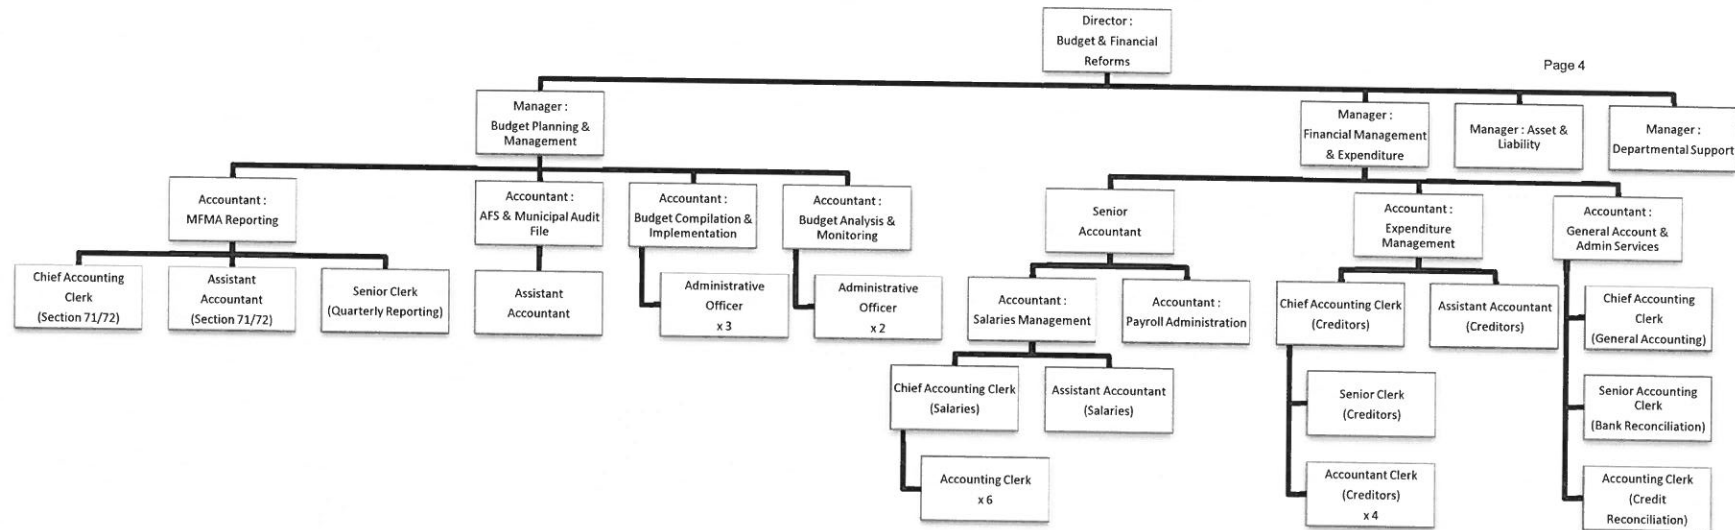 Director :
Budget & Financial
Reforms
Page 4
Manager :
Budget Planning &
Management
Manager :
Financial Management
& Expenditure
Manager : Asset &
Liability
Manager :
Departmental Support
Accountant :
MFMA Reporting
Accountant :
AFS & Municipal Audit
File
Accountant :
Budget Compilation &
Implementation
Accountant :
Budget Analysis &
Monitoring
Senior
Accountant
Accountant :
Expenditure
Management
Accountant :
General Account &
Admin Services
Chief Accounting
Clerk
(Section 71/72)
Assistant
Accountant
(Section 71/72)
Senior Clerk
(Quarterly Reporting)
Assistant
Accountant
Administrative
Officer
x 3
Administrative
Officer
x 2
Accountant :
Salaries Management
Accountant :
Payroll Administration
Chief Accounting Clerk
(Creditors)
Assistant Accountant
(Creditors)
Chief Accounting
Clerk
(General Accounting)
Chief Accounting Clerk
(Salaries)
Assistant Accountant
(Salaries)
Senior Clerk
(Creditors)
Senior Accounting
Clerk
(Bank Reconciliation)
Accounting Clerk
x 6
Accountant Clerk
(Creditors)
x 4
Accounting Clerk
(Credit
Reconciliation)